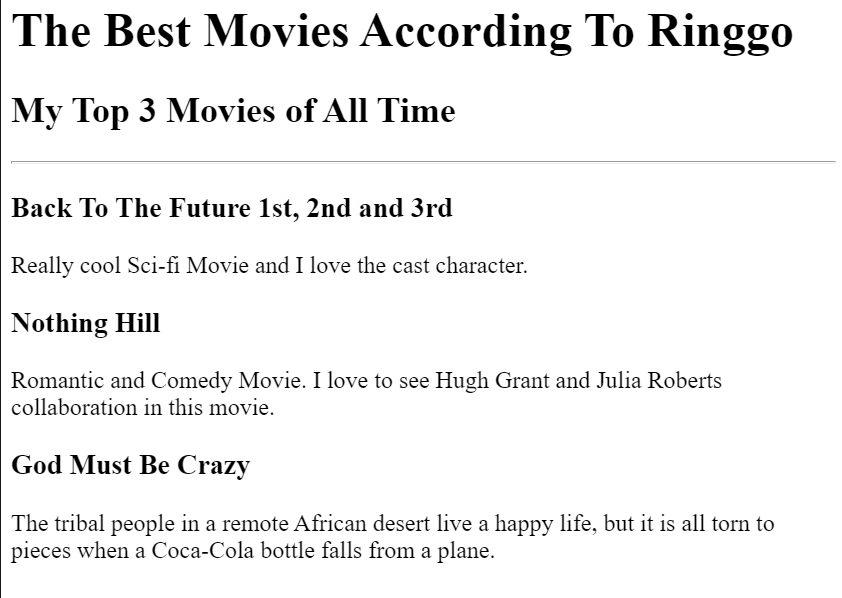 The Best Movies According To Ringgo
My Top 3 Movies of All Time
Back To The Future 1st, 2nd and 3rd
Really cool Sci-fi Movie and I love the cast character.
Nothing Hill
Romantic and Comedy Movie. I love to see Hugh Grant and Julia Roberts
collaboration in this movie.
God Must Be Crazy
The tribal people in a remote African desert live a happy life, but it is all torn to
pieces when a Coca-Cola bottle falls from a plane.